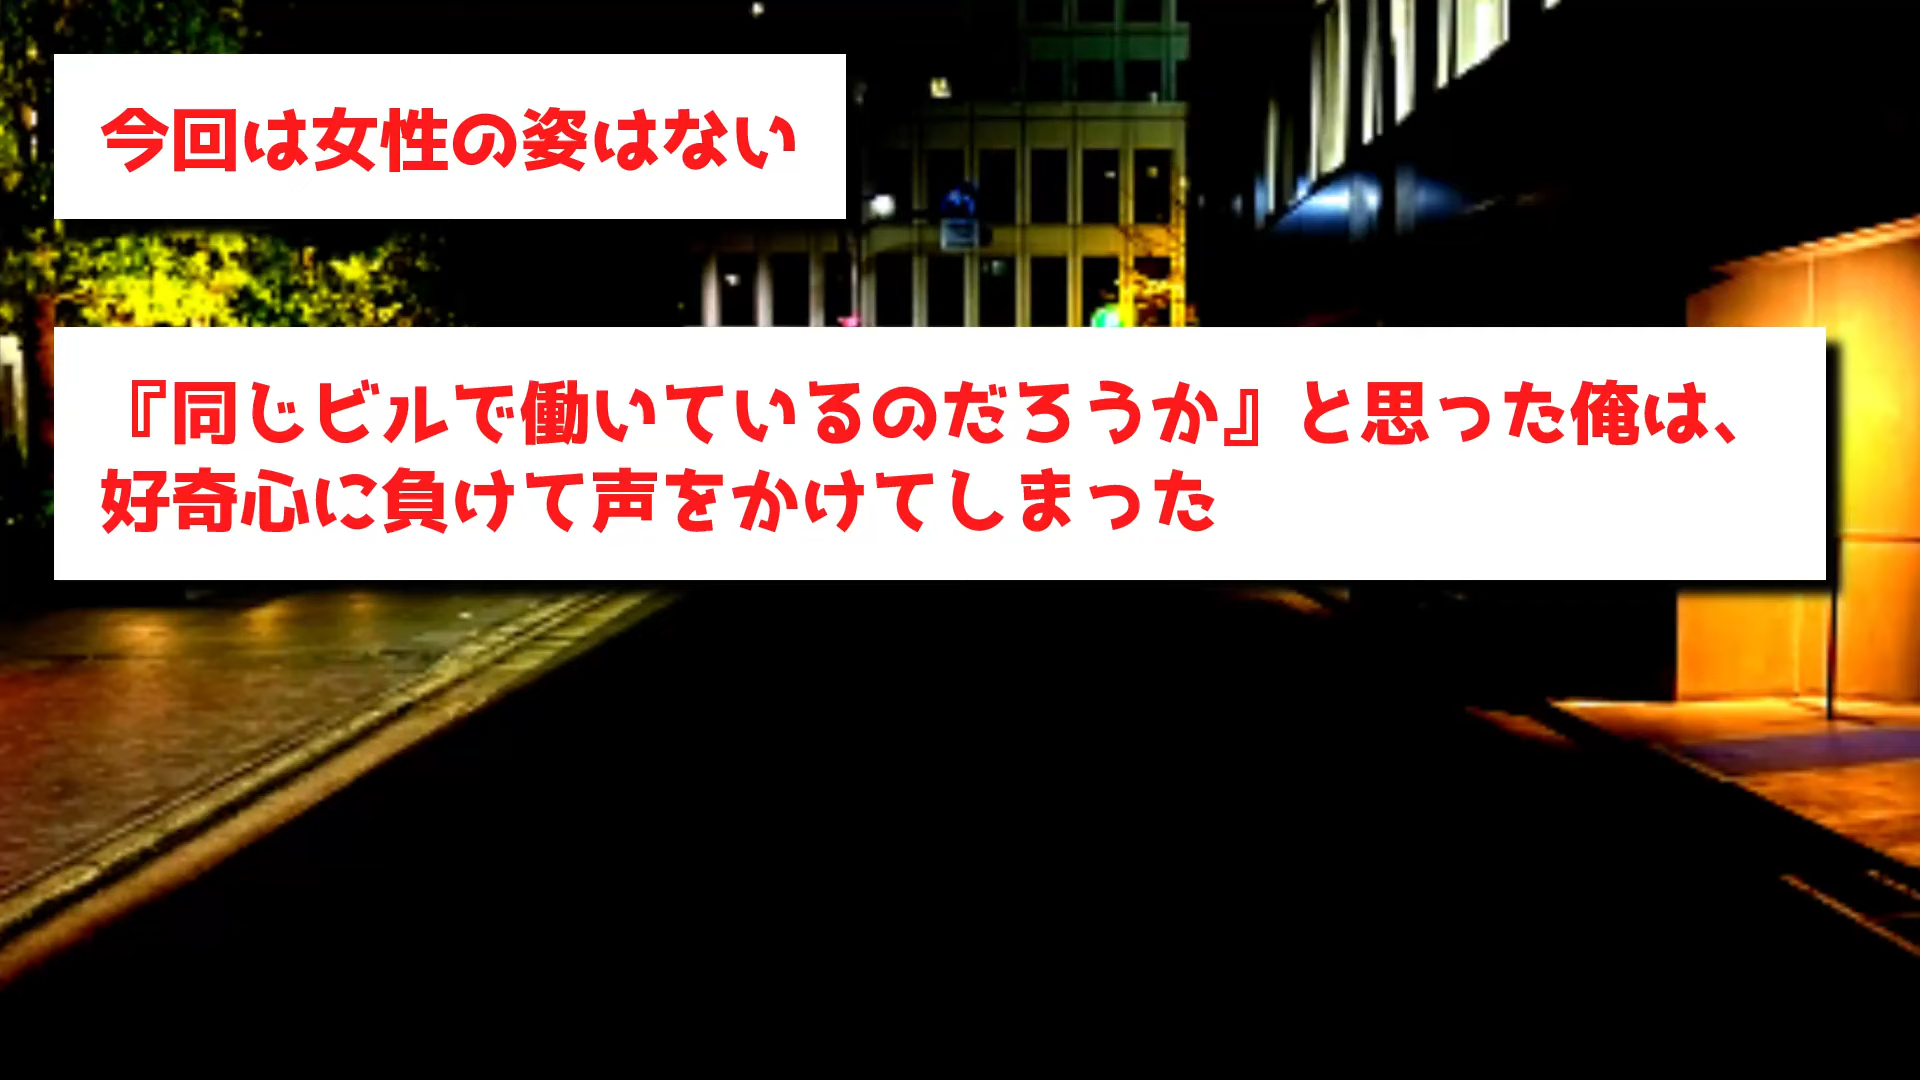 今回は女性の姿はない
『同じビルで働いているのだろうか』と思った俺は、
好奇心に負けて声をかけてしまった